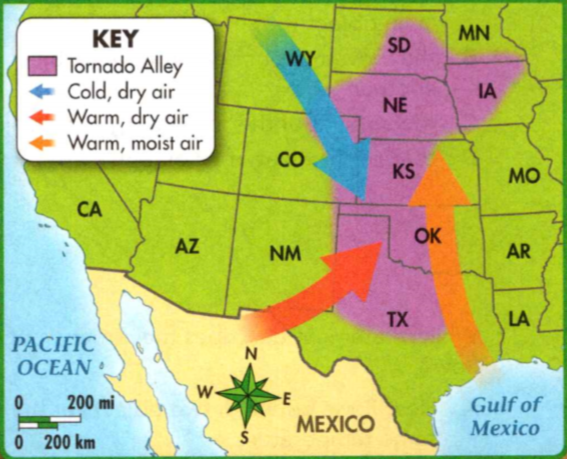 KEY
Tornado Alley
Cold, dry air
Warm, dry air
Warm, moist air
WY
SD
MN
NE
IA
CO
KS
MO
CA
AZ
NM
OK
AR
TX
LA
PACIFIC
OCEAN
N
W
E
S
0 200 mi
0 200 km
MEXICO
Gulf of
Mexico